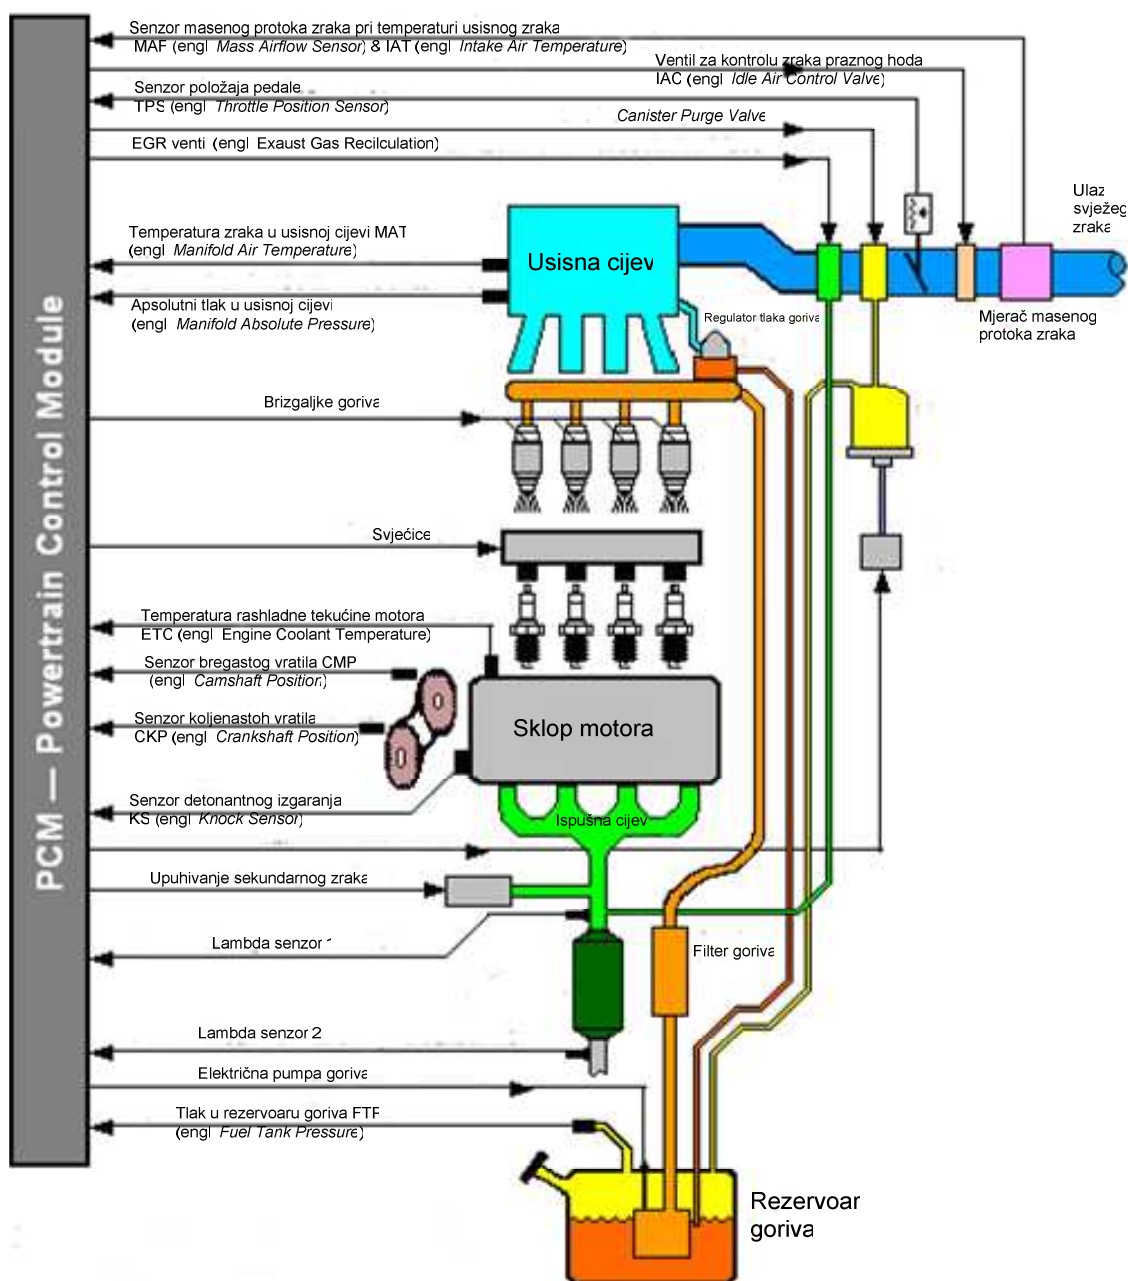 Senzor masenog protoka zraka pri temperaturi usisnog zraka
MAF (engl Mass Airflow Sensor) & IAT (engl Intake Air Temperature)
Ventil za kontrolu zraka praznog hoda
IAC (engl Idle Air Control Valve)
Senzor položaja pedale
TPS (engl Throttle Position Sensor)
Canister Purge Valve
EGR venti (engl Exaust Gas Recilculation)
Ulaz
svježeg
zraka
Temperatura zraka u usisnoj cijevi MAT
(engl Manifold Air Temperature)
Usisna cijev
Apsolutni tlak u usisnoj cijevi
(engl Manifold Absolute Pressure)
Regulator tlaka goriva
Mjerač masenog
protoka zraka
Brizgaljke goriva
Svjećice
PCM — Powertrain Control Module
Temperatura rashladne tekućine motora
ETC (engl Engine Coolant Temperature)
Senzor bregastog vratila CMP
(engl Camshaft Position)
Senzor koljenastoh vratila
CKP (engl Crankshaft Position)
Sklop motora
Senzor detonantnog izgaranja
KS (engl Knock Sensor)
Ispušna cijev
Upuhivanje sekundarnog zraka
Lambda senzor 1
Filter goriva
Lambda senzor 2
Električna pumpa goriva
Tlak u rezervoaru goriva FTP
(engl Fuel Tank Pressure)
Rezervoar
goriva